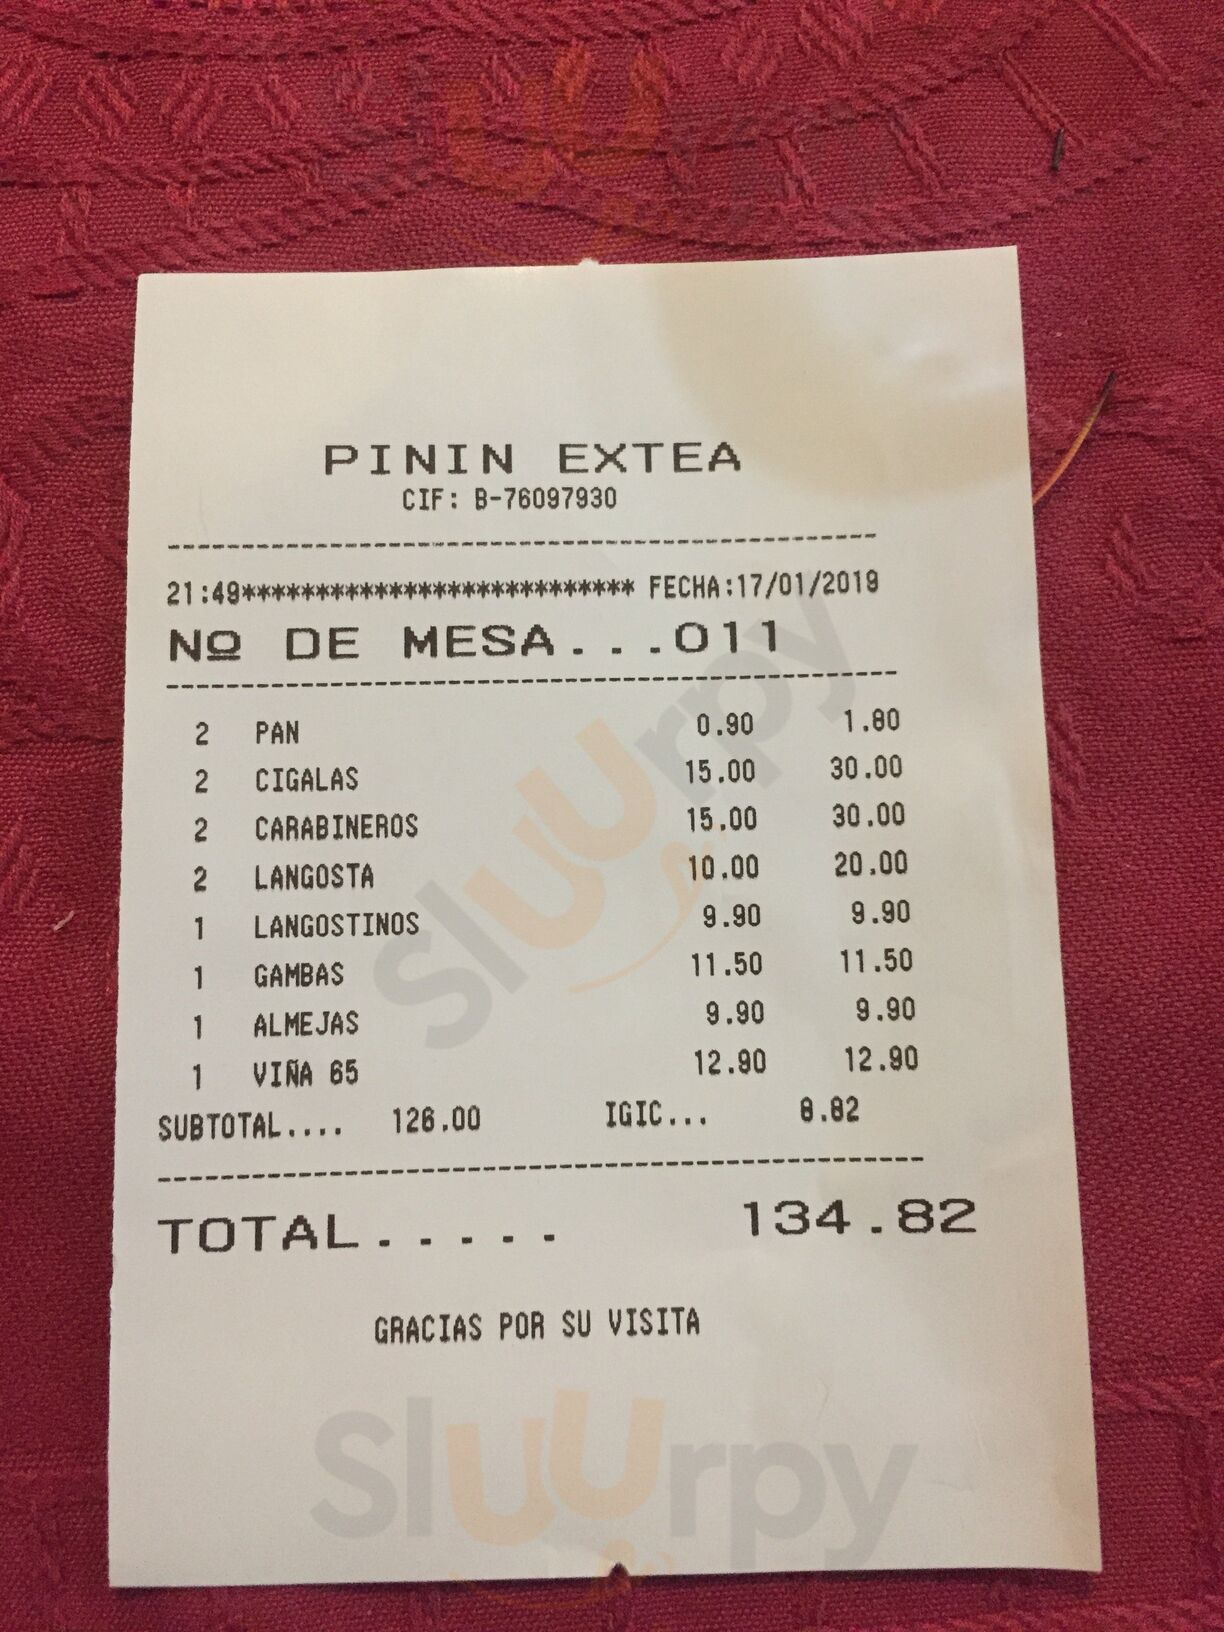 PININ EXTEA
CIF: B-76097930
21:49*************************** FECHA:17/01/2019
Nº DE MESA...011
2 PAN 0.90 1.80
2 CIGALAS 15.00 30.00
2 CARABINEROS 15.00 30.00
2 LANGOSTA 10.00 20.00
1 LANGOSTINOS 9.90 9.90
1 GAMBAS 11.50 11.50
1 ALMEJAS 9.90 9.90
1 VIÑA 65 12.90 12.90
SUBTOTAL.... 126.00 IGIC... 8.82
TOTAL..... 134.82
GRACIAS POR SU VISITA
Sluurpy
Sluurpy